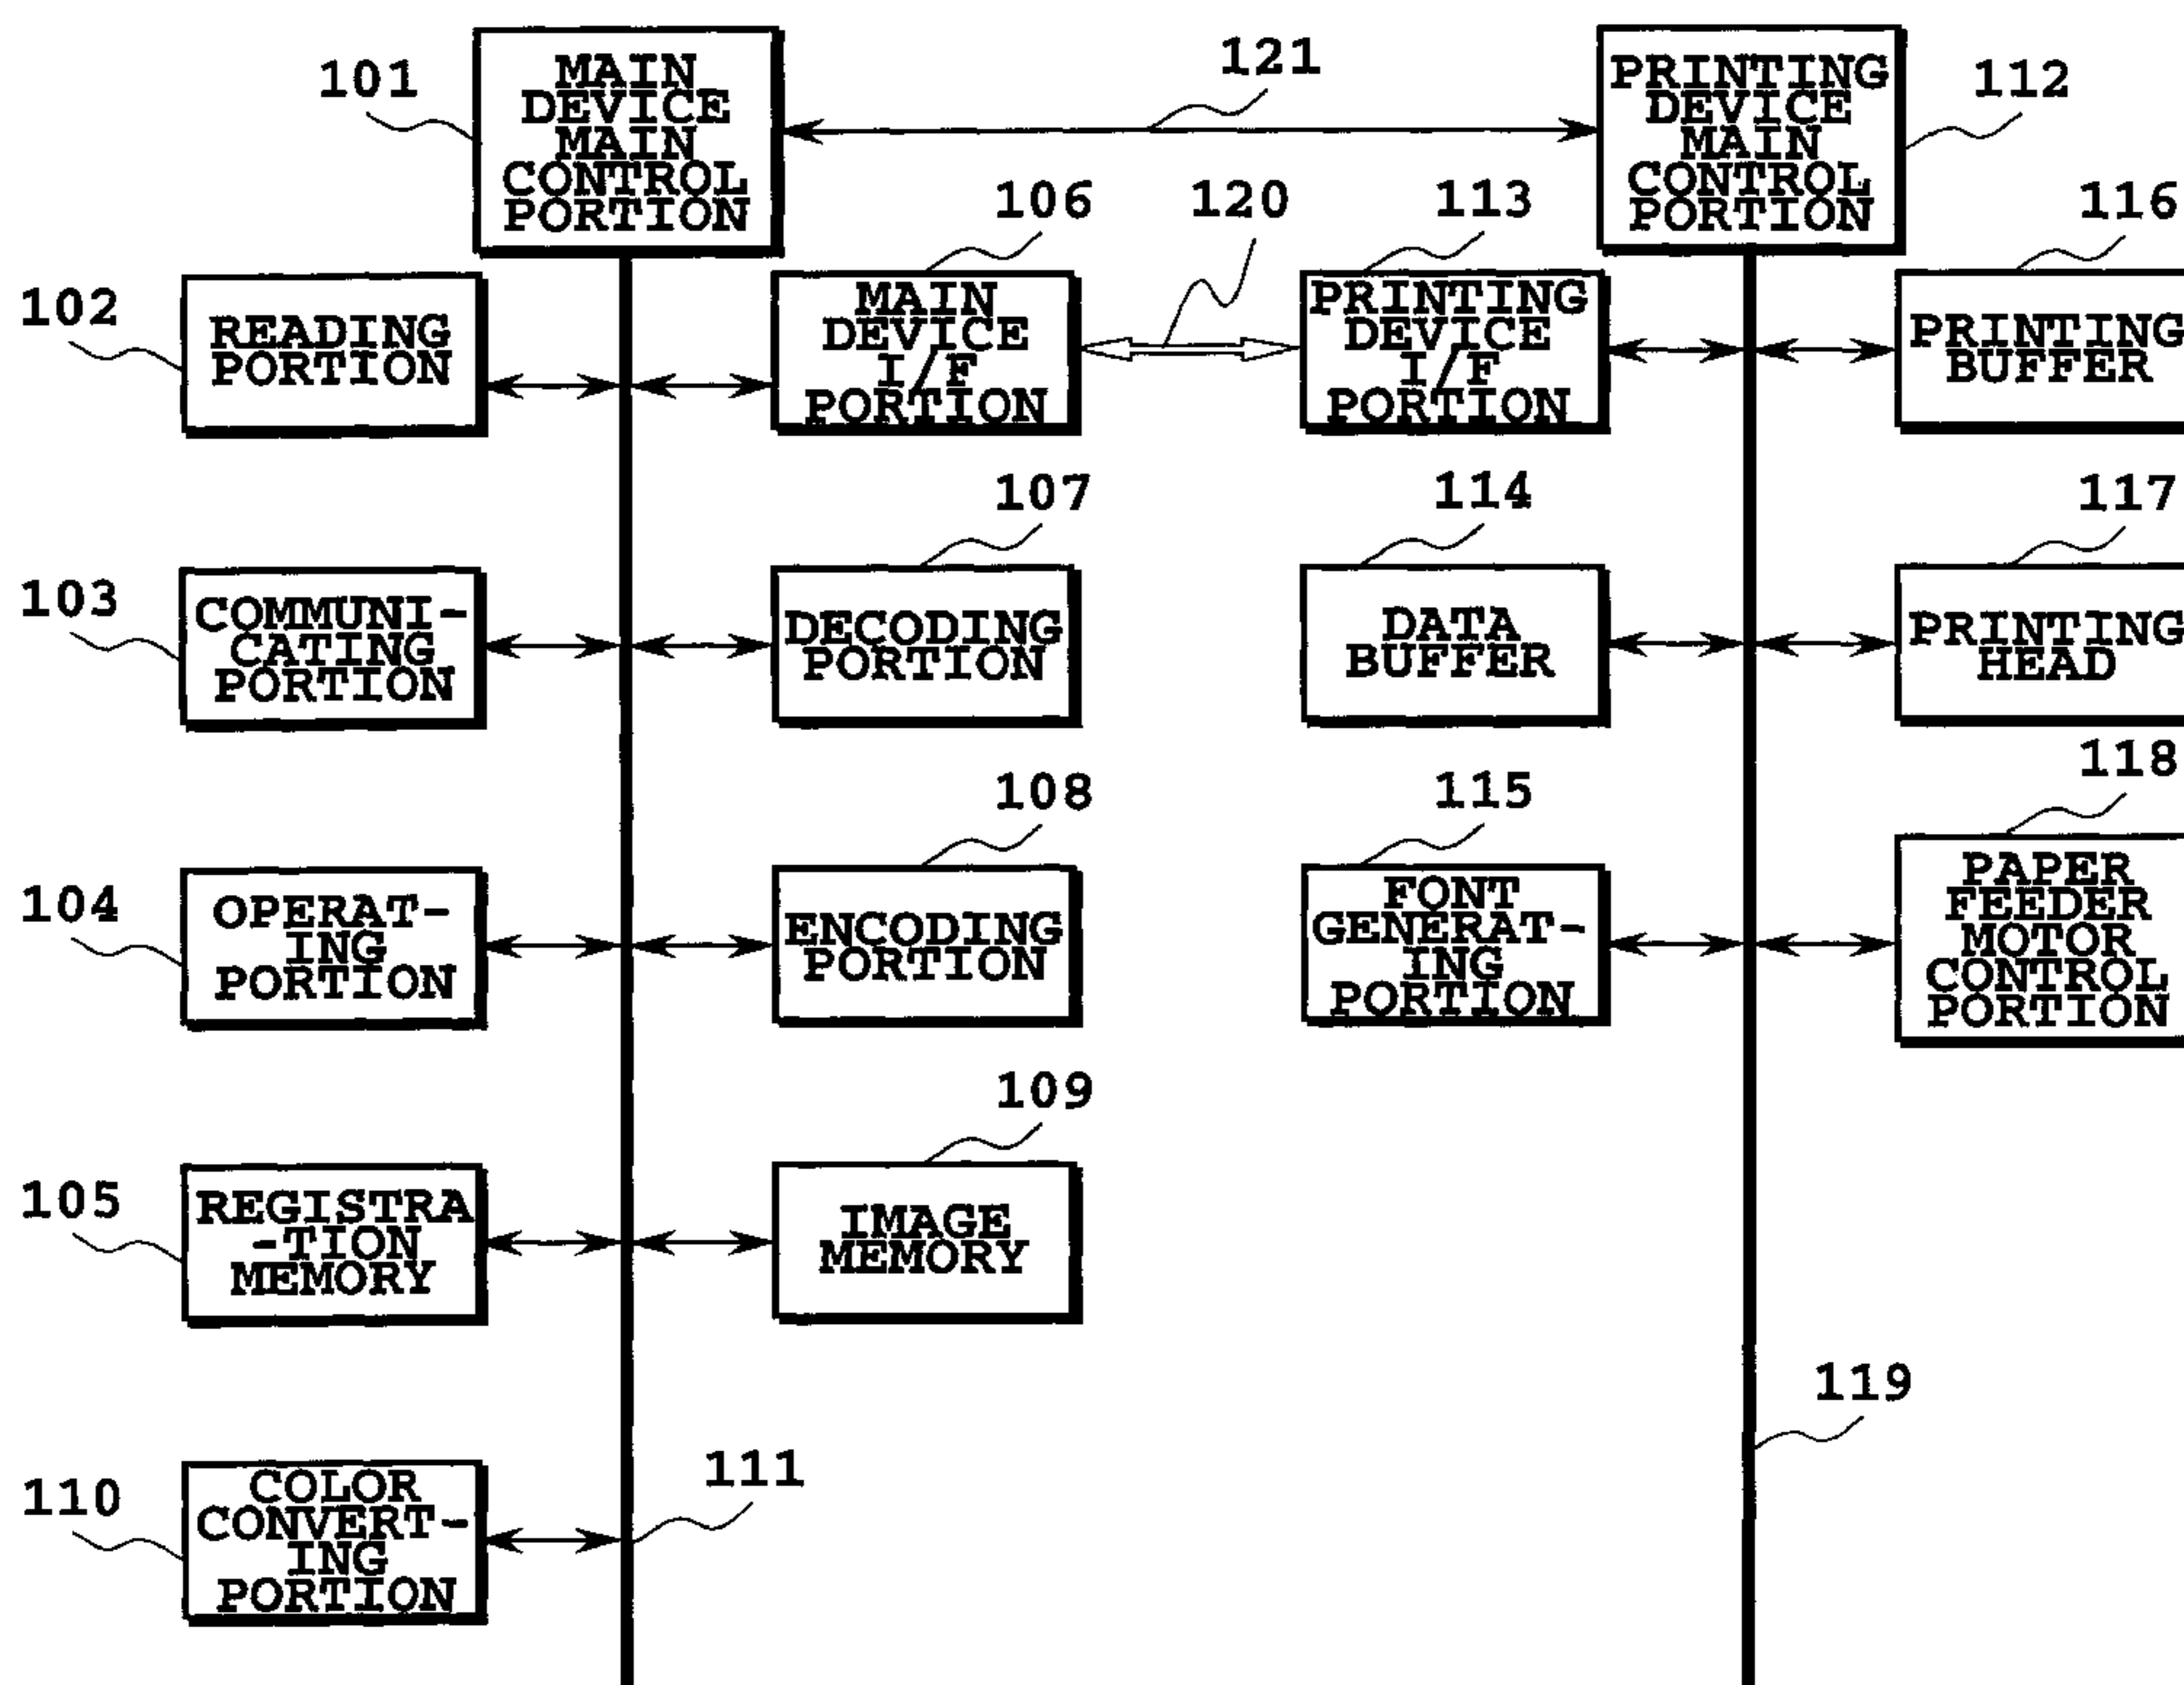 101
MAIN
DEVICE
MAIN
CONTROL
PORTION
121
PRINTING
DEVICE
MAIN
CONTROL
PORTION
112
102
READING
PORTION
106
MAIN
DEVICE
I/F
PORTION
120
113
PRINTING
DEVICE
I/F
PORTION
116
PRINTING
BUFFER
103
COMMUNI-
CATING
PORTION
107
DECODING
PORTION
114
DATA
BUFFER
117
PRINTING
HEAD
104
OPERAT-
ING
PORTION
108
ENCODING
PORTION
115
FONT
GENERAT-
ING
PORTION
118
PAPER
FEEDER
MOTOR
CONTROL
PORTION
105
REGISTRA
-TION
MEMORY
109
IMAGE
MEMORY
119
110
COLOR
CONVERT-
ING
PORTION
111